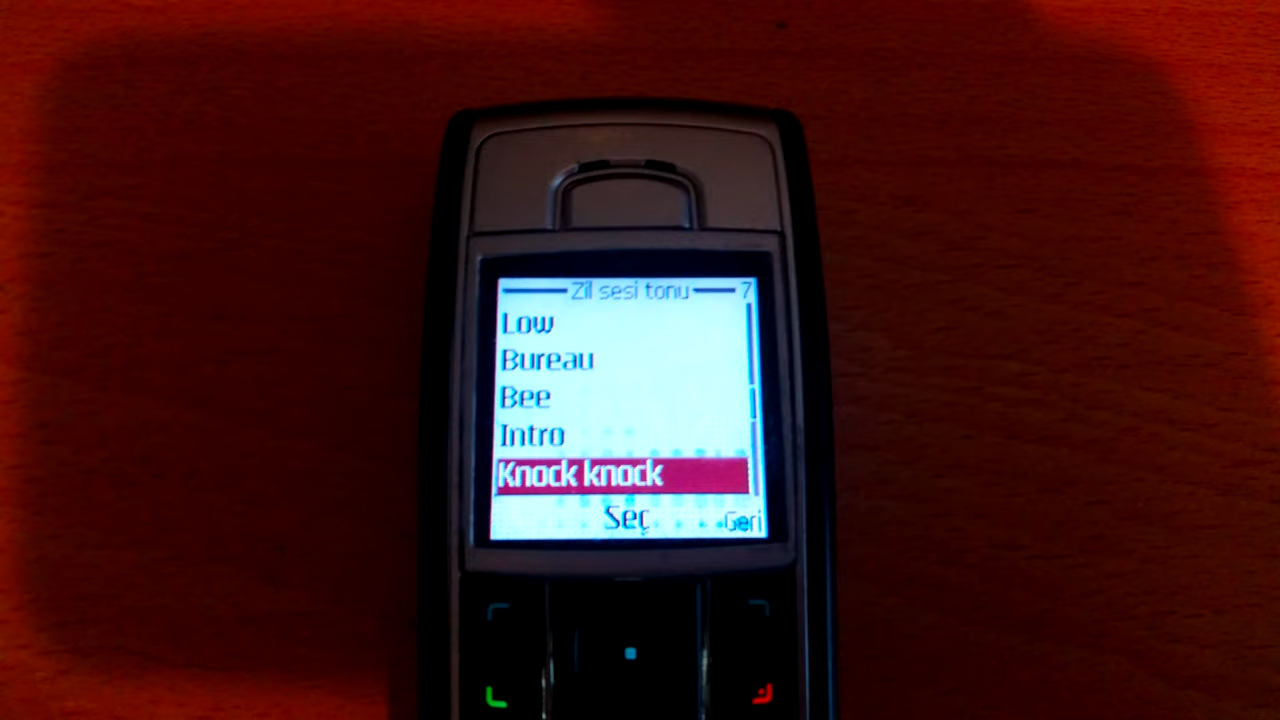 Zil sesi tonu 7
Low
Bureau
Bee
Intro
Knock knock
Seç Geri